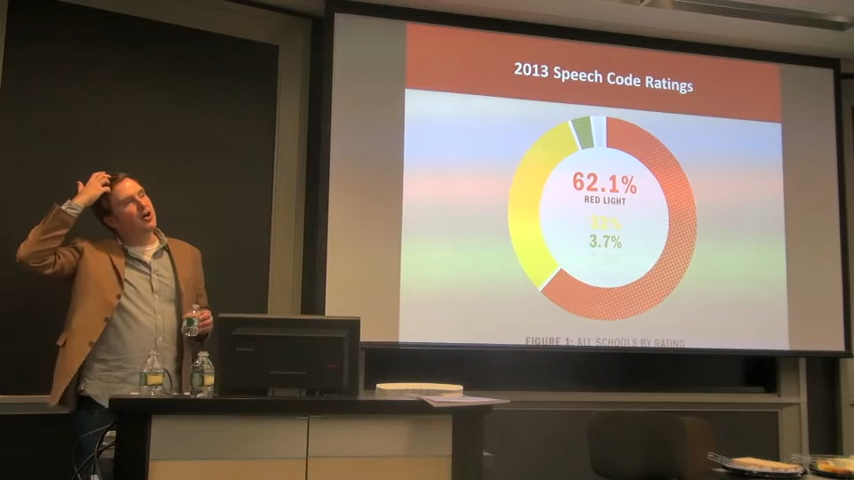 2013 Speech Code Ratings
62.1%
RED LIGHT
3.7%
FIGURE 1: ALL SCHOOLS BY RATING